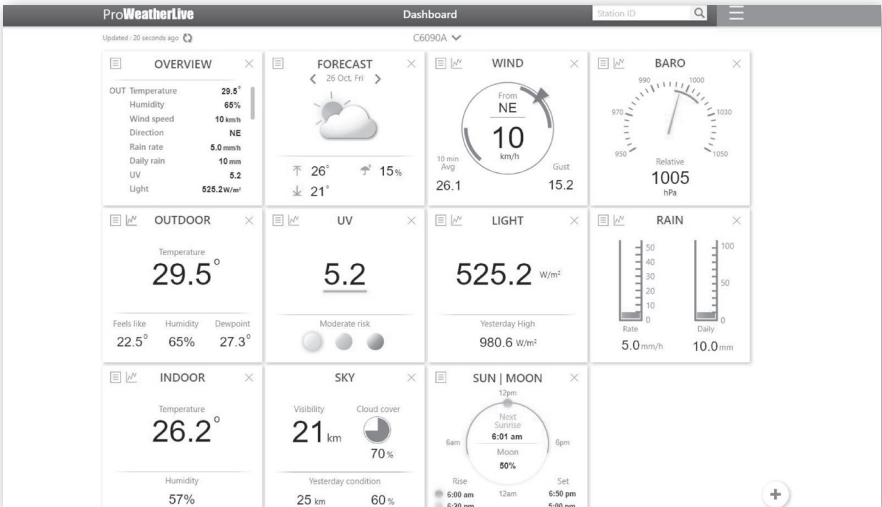 ProWeatherLive
Dashboard
Station ID
Updated : 20 seconds ago
C6090A
OVERVIEW
OUT Temperature 29.5°
Humidity 65%
Wind speed 10 km/h
Direction NE
Rain rate 5.0 mm/h
Daily rain 10 mm
UV 5.2
Light 525.2 W/m²
FORECAST
26 Oct, Fri
26° 15%
21°
WIND
From
NE
10
km/h
10 min
Avg
26.1
Gust
15.2
BARO
990 1000
970 1030
950 1050
Relative
1005
hPa
OUTDOOR
Temperature
29.5°
Feels like Humidity Dewpoint
22.5° 65% 27.3°
UV
5.2
Moderate risk
LIGHT
525.2 W/m²
Yesterday High
980.6 W/m²
RAIN
50 100
40
30 50
20
10
0 0
Rate Daily
5.0 mm/h 10.0 mm
INDOOR
Temperature
26.2°
Humidity
57%
SKY
Visibility Cloud cover
21 km
70%
Yesterday condition
25 km 60%
SUN | MOON
12pm
Next
Sunrise
6:01 am
6am 6pm
Moon
50%
Rise Set
6:00 am 12am 6:50 pm
6:30 pm 5:00 pm